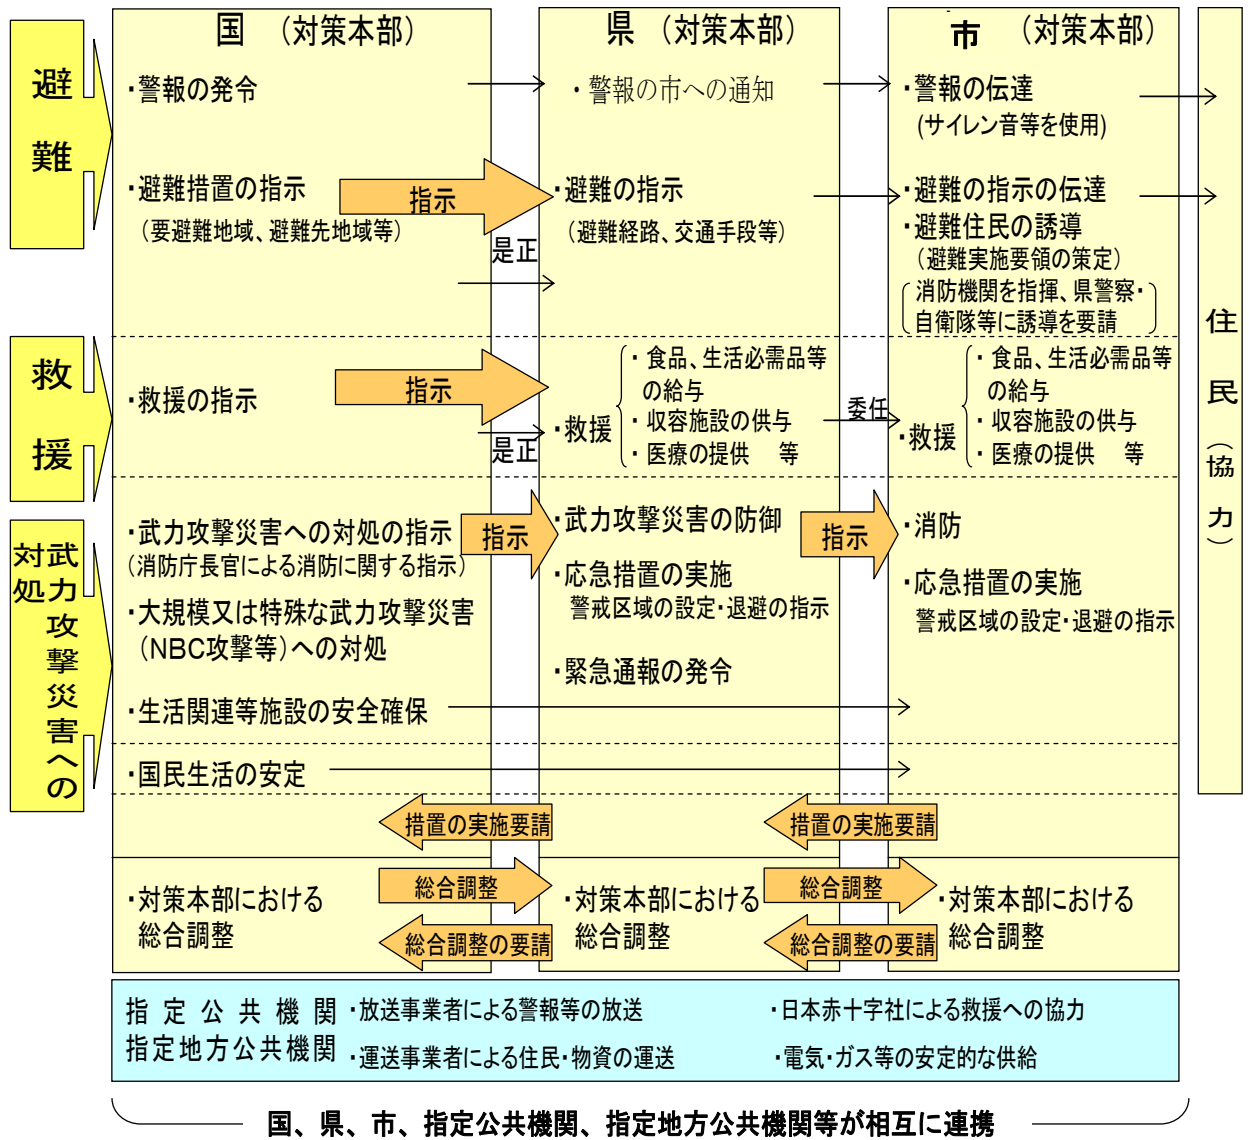 国 (対策本部)
県 (対策本部)
市 (対策本部)
避難
・警報の発令
・警報の市への通知
・警報の伝達
(サイレン音等を使用)
・避難措置の指示
(要避難地域、避難先地域等)
指示
是正
・避難の指示
(避難経路、交通手段等)
・避難の指示の伝達
・避難住民の誘導
(避難実施要領の策定)
消防機関を指揮、県警察・
自衛隊等に誘導を要請
救援
・救援の指示
指示
是正
・救援
・食品、生活必需品等
の給与
・収容施設の供与
・医療の提供 等
委任
・救援
・食品、生活必需品等
の給与
・収容施設の供与
・医療の提供 等
武力攻撃災害への
対処
・武力攻撃災害への対処の指示
(消防庁長官による消防に関する指示)
・大規模又は特殊な武力攻撃災害
(NBC攻撃等)への対処
・生活関連等施設の安全確保
指示
・武力攻撃災害の防御
・応急措置の実施
警戒区域の設定・退避の指示
・緊急通報の発令
指示
・消防
・応急措置の実施
警戒区域の設定・退避の指示
・国民生活の安定
措置の実施要請
措置の実施要請
・対策本部における
総合調整
総合調整
総合調整の要請
・対策本部における
総合調整
総合調整
総合調整の要請
・対策本部における
総合調整
住民(協力)
指定公共機関
指定地方公共機関
・放送事業者による警報等の放送
・日本赤十字社による救援への協力
・運送事業者による住民・物資の運送
・電気・ガス等の安定的な供給
国、県、市、指定公共機関、指定地方公共機関等が相互に連携